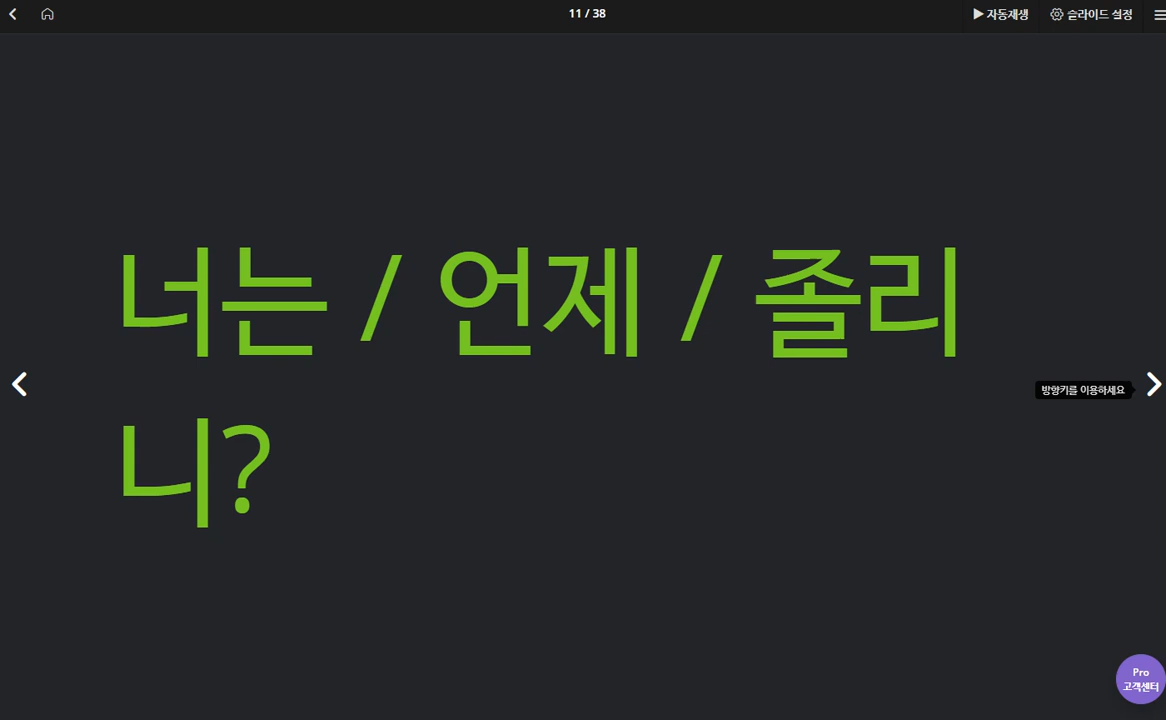 11 / 38
▶ 자동재생
슬라이드 설정
너는 / 언제 / 졸리
니?
방향키를 이용하세요
Pro
고객센터